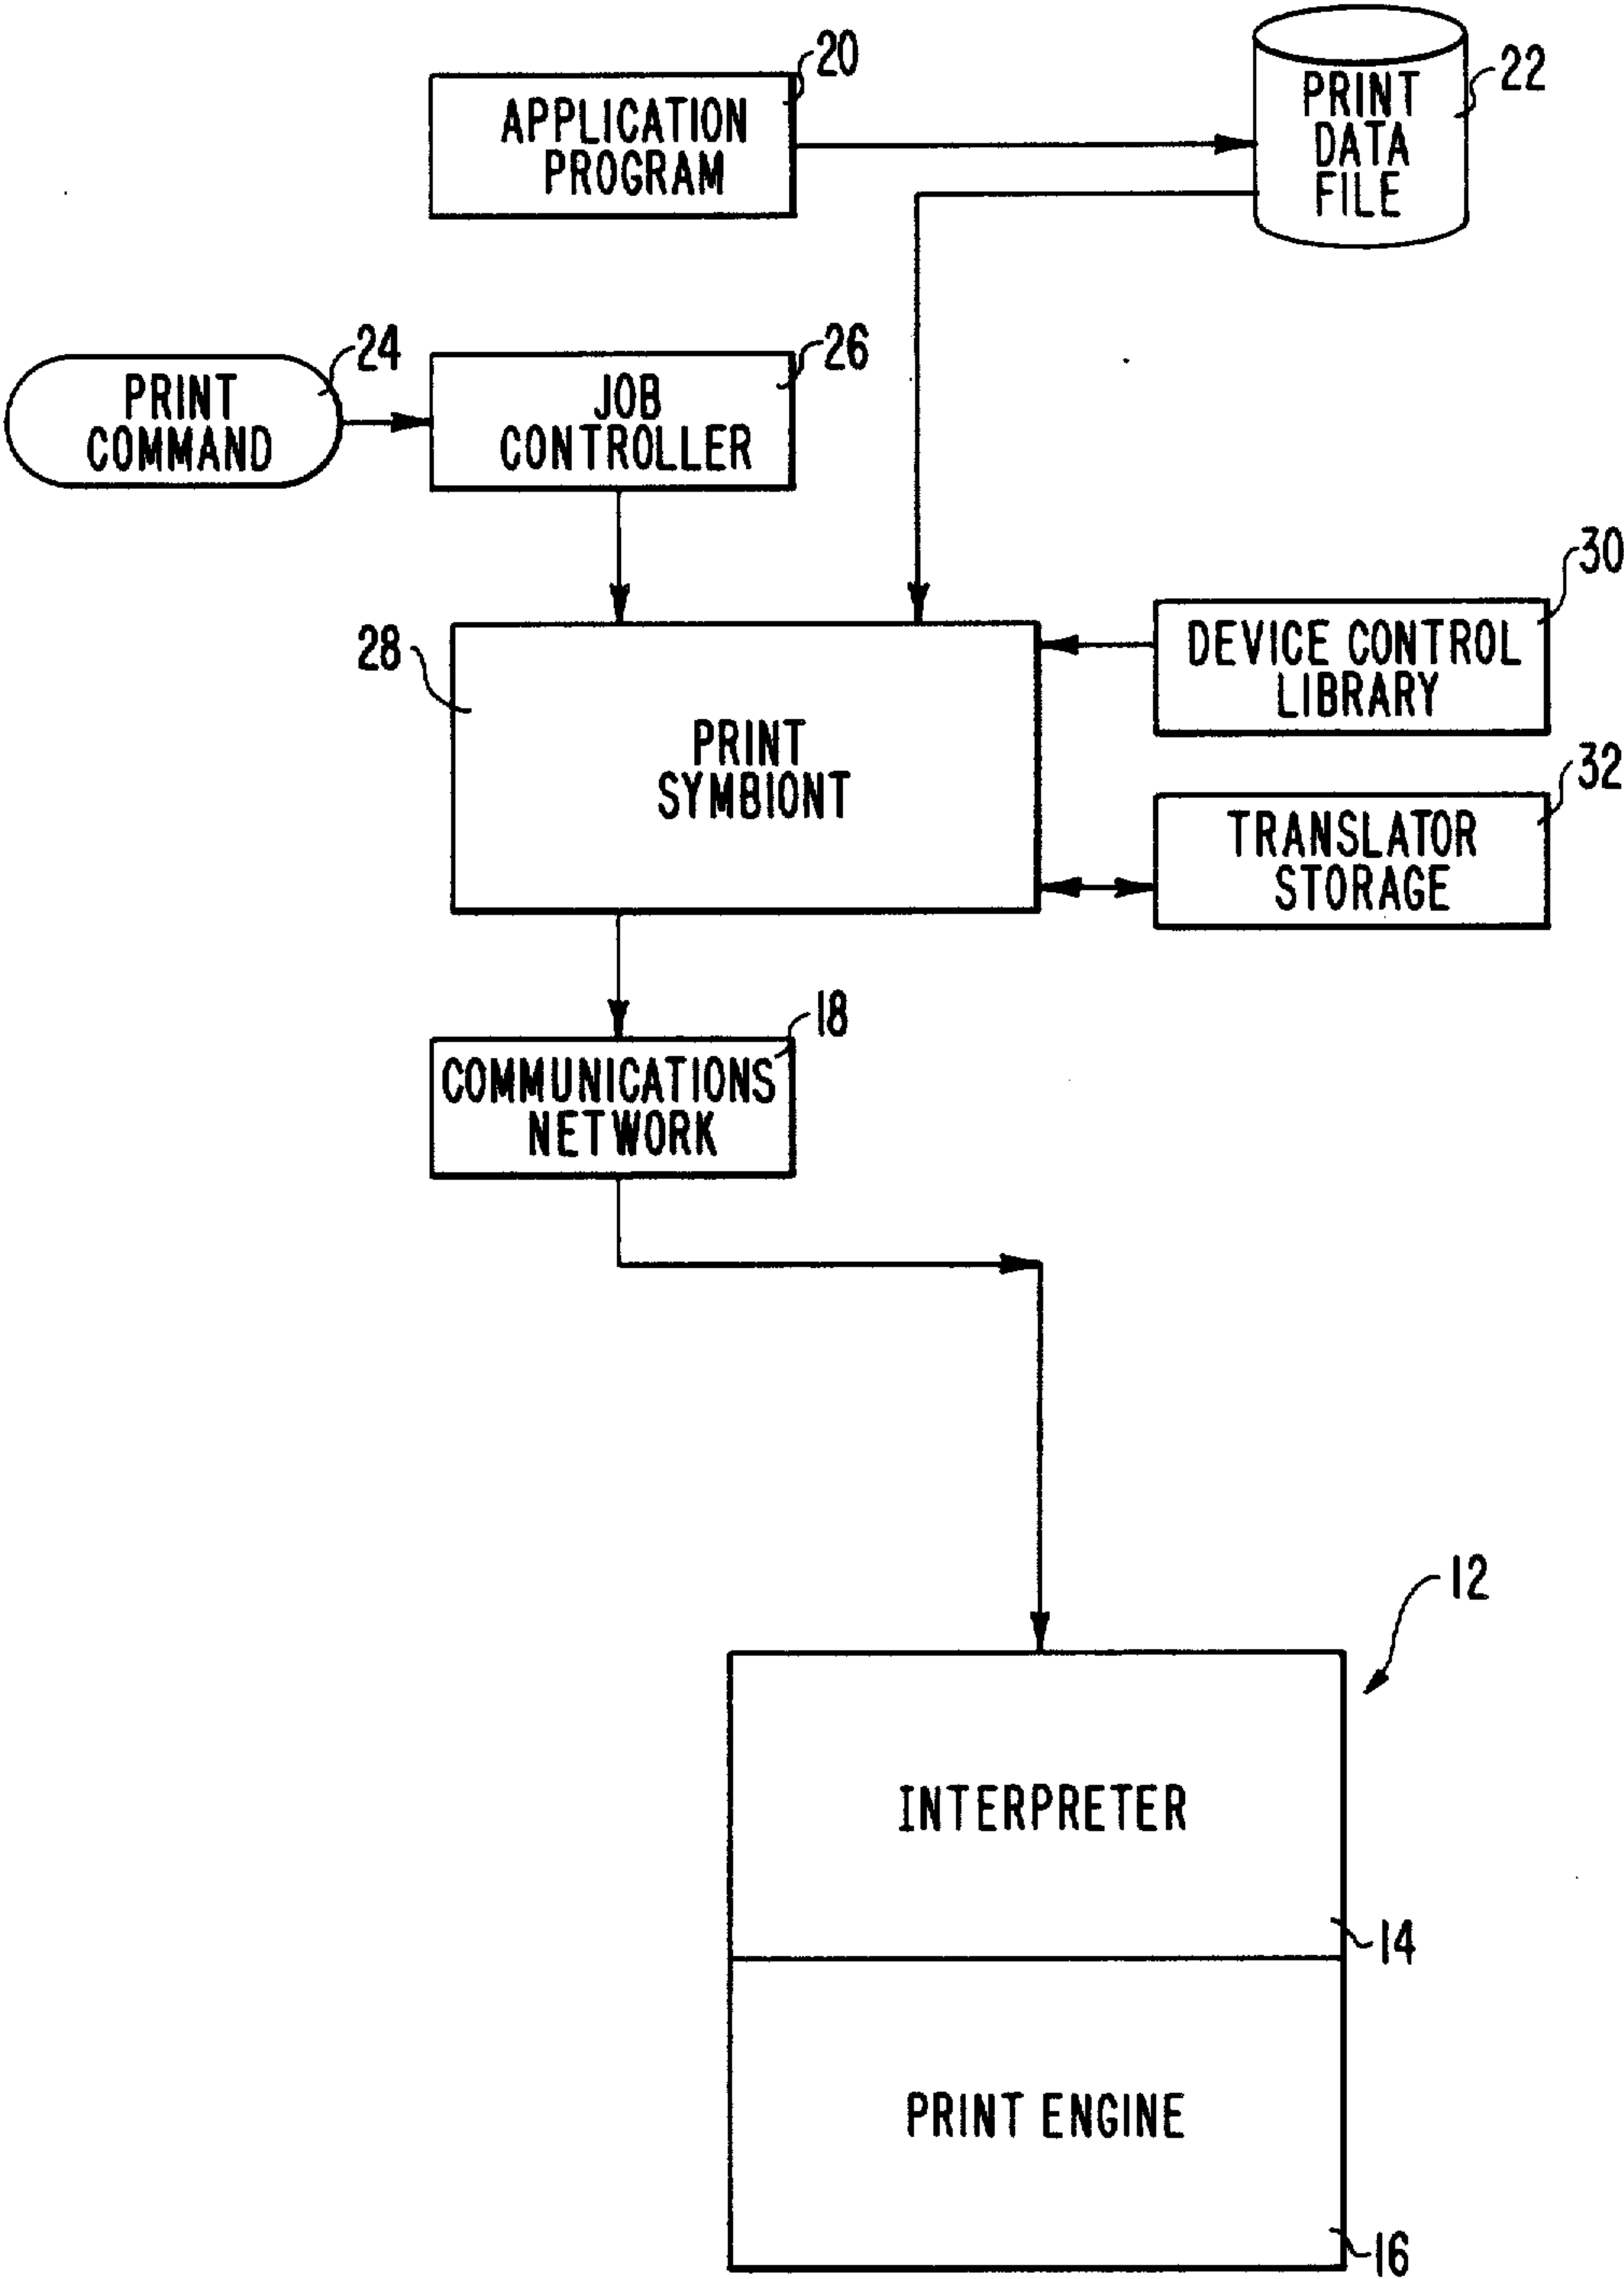 20
APPLICATION
PROGRAM
22
PRINT
DATA
FILE
24
PRINT
COMMAND
26
JOB
CONTROLLER
30
DEVICE CONTROL
LIBRARY
28
PRINT
SYMBIONT
32
TRANSLATOR
STORAGE
18
COMMUNICATIONS
NETWORK
12
INTERPRETER
14
PRINT ENGINE
16